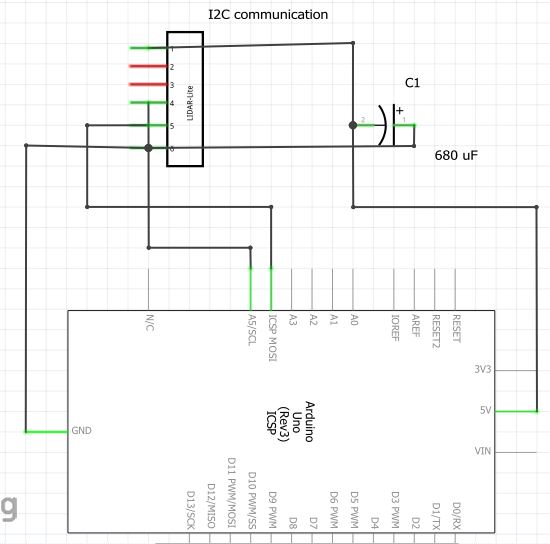 I2C communication
1
2
3
4
5
6
LIDAR-Lite
C1
+
2
1
680 uF
N/C
A5/SCL
ICSP MOSI
A3
A2
A1
A0
IOREF
AREF
RESET2
RESET
3V3
5V
VIN
GND
Arduino
Uno
(Rev3)
ICSP
D13/SCK
D12/MISO
D11 PWM/MOSI
D10 PWM/SS
D9 PWM
D8
D7
D6 PWM
D5 PWM
D4
D3 PWM
D2
D1/TX
D0/RX
g